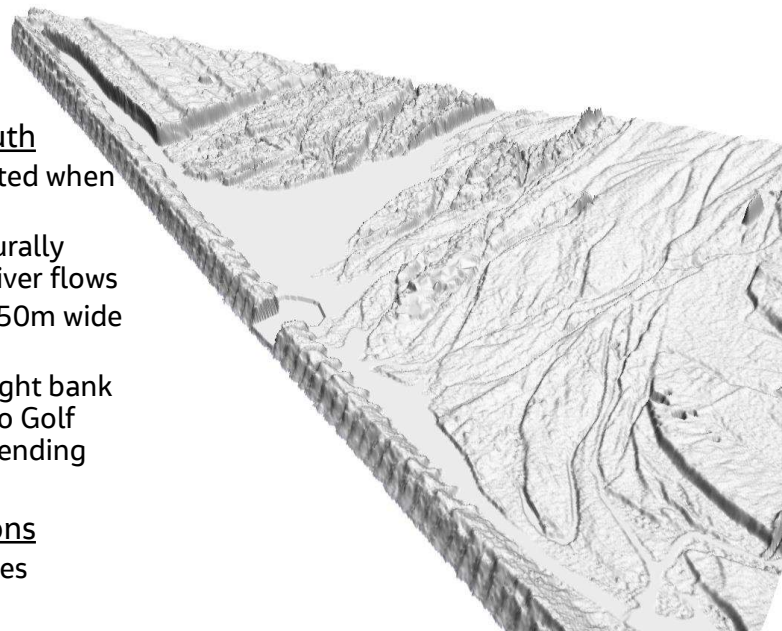 uth
ted when
urally
iver flows
50m wide
ght bank
o Golf
ending
ons
es